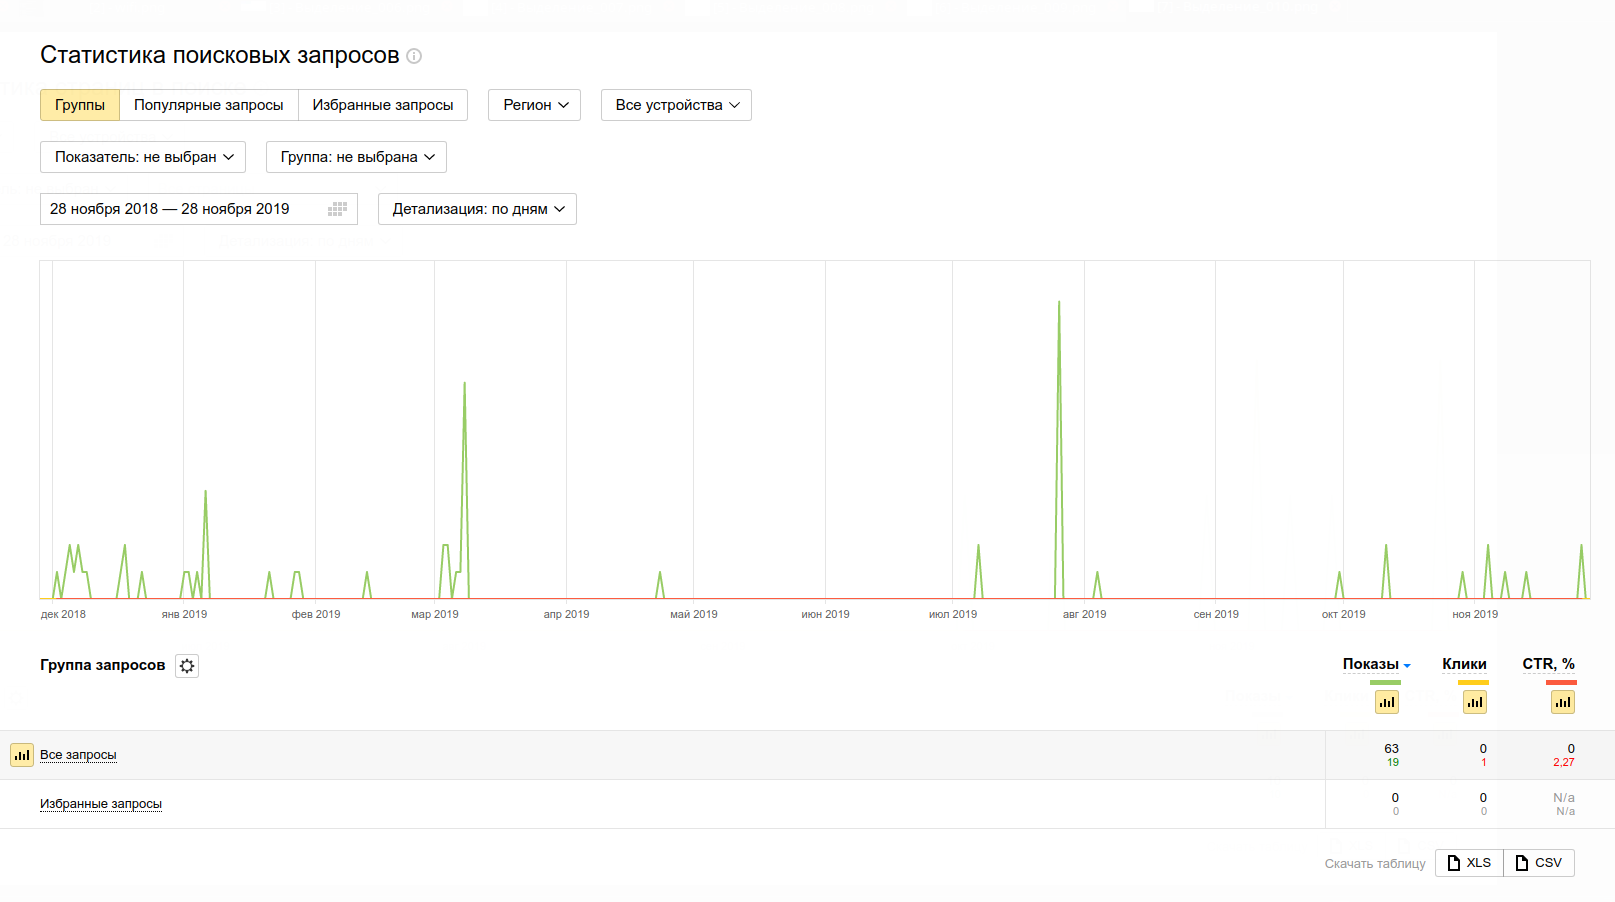 Статистика поисковых запросов
Группы Популярные запросы Избранные запросы Регион Все устройства
Показатель: не выбран Группа: не выбрана
28 ноября 2018 — 28 ноября 2019 Детализация: по дням
дек 2018 янв 2019 фев 2019 мар 2019 апр 2019 май 2019 июн 2019 июл 2019 авг 2019 сен 2019 окт 2019 ноя 2019
Группа запросов Показы Клики CTR, %
Все запросы 63 0 0
19 1 2,27
Избранные запросы 0 0 N/a
0 0 N/a
Скачать таблицу XLS CSV